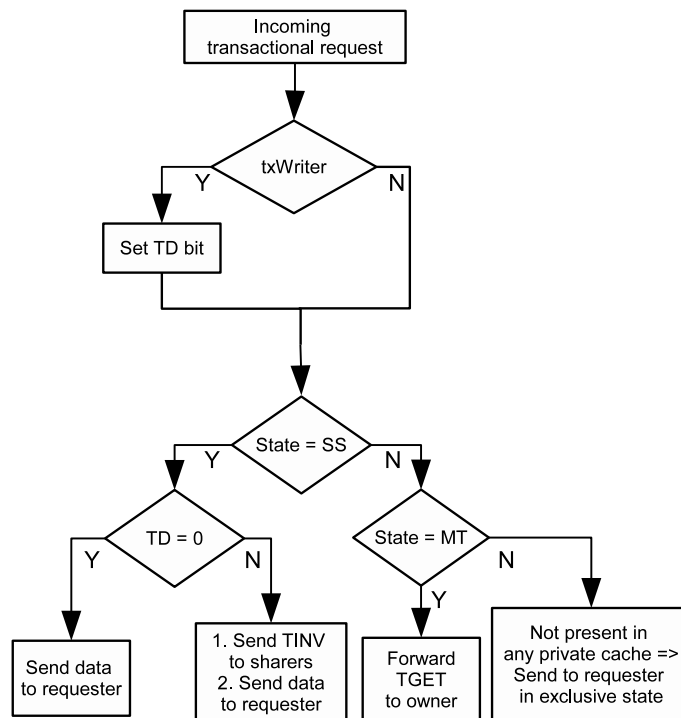 Incoming
transactional request
txWriter
Y
N
Set TD bit
State = SS
Y
N
TD = 0
State = MT
Y
N
N
Y
Send data
to requester
1. Send TINV
to sharers
2. Send data
to requester
Forward
TGET
to owner
Not present in
any private cache =>
Send to requester
in exclusive state